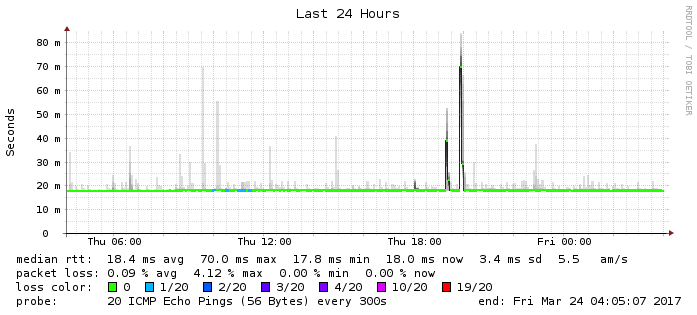 Last 24 Hours
RRDTOOL / TOBI OETIKER
Seconds
80 m
70 m
60 m
50 m
40 m
30 m
20 m
10 m
0
Thu 06:00 Thu 12:00 Thu 18:00 Fri 00:00
median rtt: 18.4 ms avg 70.0 ms max 17.8 ms min 18.0 ms now 3.4 ms sd 5.5 am/s
packet loss: 0.09 % avg 4.12 % max 0.00 % min 0.00 % now
loss color: 0 1/20 2/20 3/20 4/20 10/20 19/20
probe: 20 ICMP Echo Pings (56 Bytes) every 300s end: Fri Mar 24 04:05:07 2017